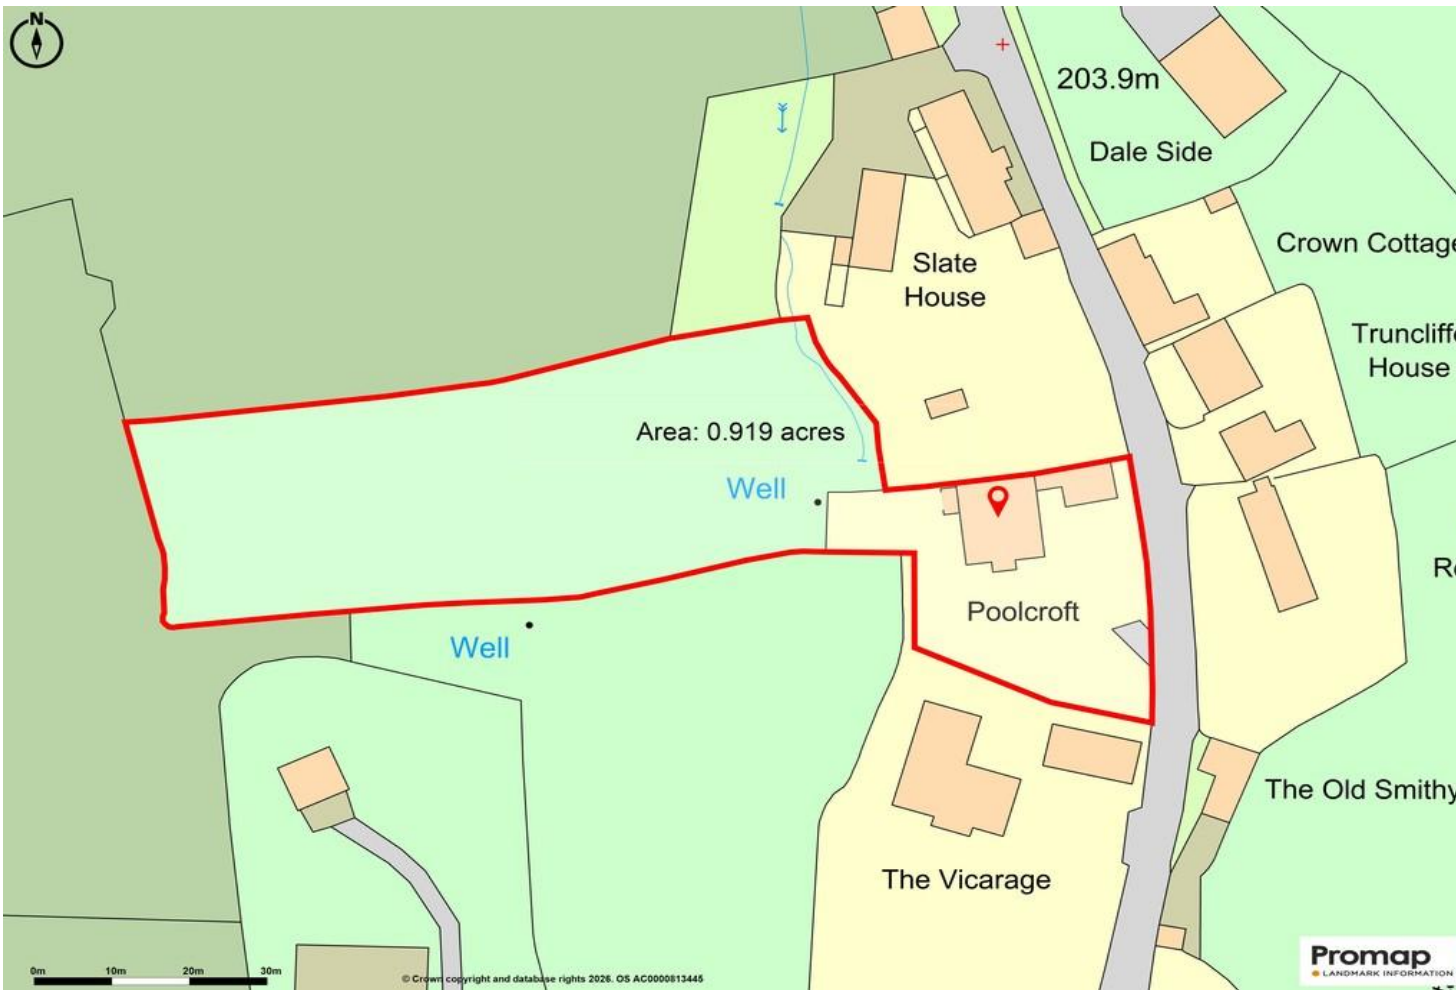 N
203.9m
Dale Side
Crown Cottage
Slate
House
Truncliffe
House
Area: 0.919 acres
Well
Poolcroft
Well
The Old Smithy
The Vicarage
Promap
LANDMARK INFORMATION
0m 10m 20m 30m
© Crown copyright and database rights 2026. OS AC0000813445